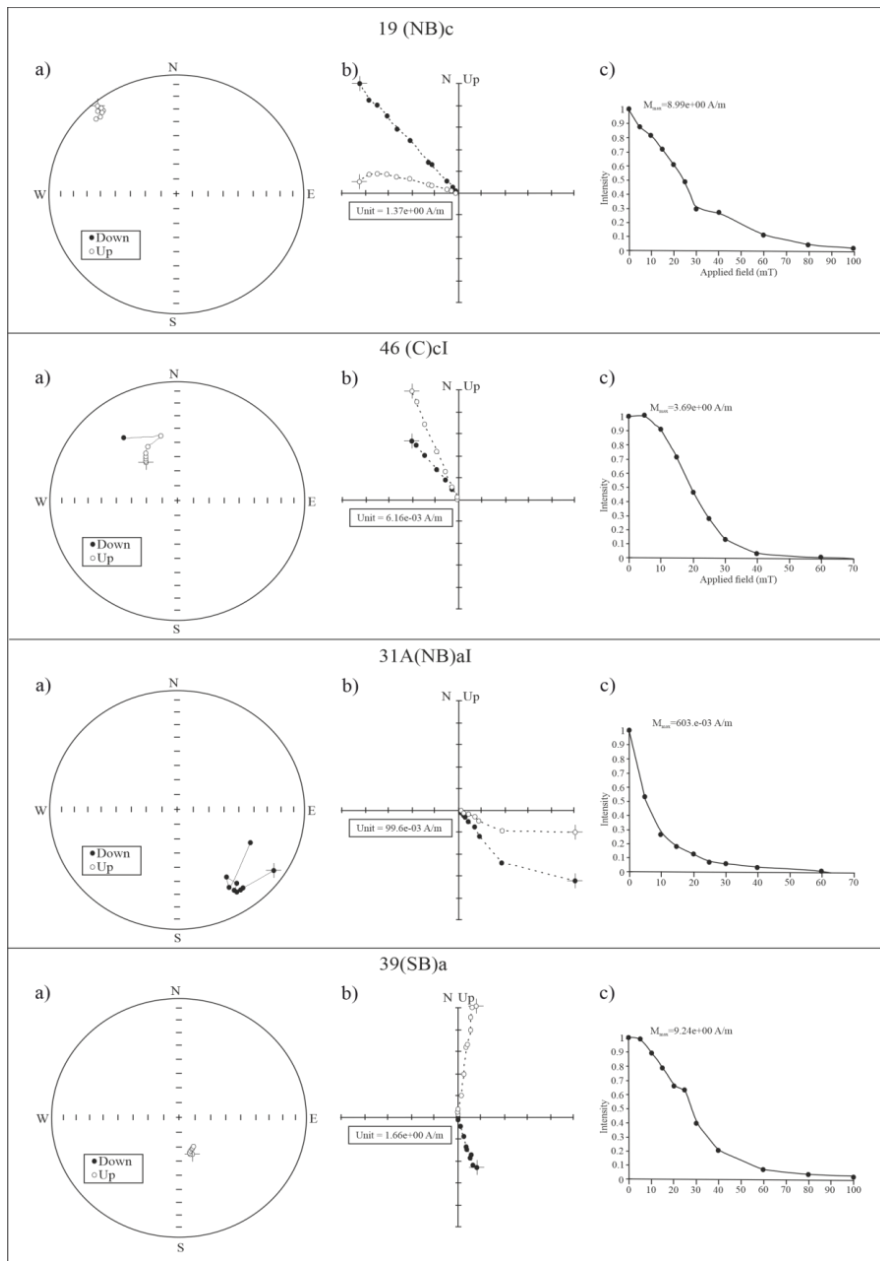 19 (NB)c
a)
N
W
E
S
Down
Up
b)
N Up
Unit = 1.37e+00 A/m
c)
Mnrm=8.99e+00 A/m
Intensity
1
0.9
0.8
0.7
0.6
0.5
0.4
0.3
0.2
0.1
0
0 10 20 30 40 50 60 70 80 90 100
Applied field (mT)
46 (C)cI
a)
N
W
E
S
Down
Up
b)
N Up
Unit = 6.16e-03 A/m
c)
Mnrm=3.69e+00 A/m
Intensity
1
0.9
0.8
0.7
0.6
0.5
0.4
0.3
0.2
0.1
0
0 10 20 30 40 50 60 70
Applied field (mT)
31A(NB)aI
a)
N
W
E
S
Down
Up
b)
N Up
Unit = 99.6e-03 A/m
c)
Mnrm=603.e-03 A/m
Intensity
1
0.9
0.8
0.7
0.6
0.5
0.4
0.3
0.2
0.1
0
0 10 20 30 40 50 60 70
39(SB)a
a)
N
W
E
S
Down
Up
b)
N Up
Unit = 1.66e+00 A/m
c)
Mnrm=9.24e+00 A/m
Intensity
1
0.9
0.8
0.7
0.6
0.5
0.4
0.3
0.2
0.1
0
0 10 20 30 40 50 60 70 80 90 100
Applied field (mT)